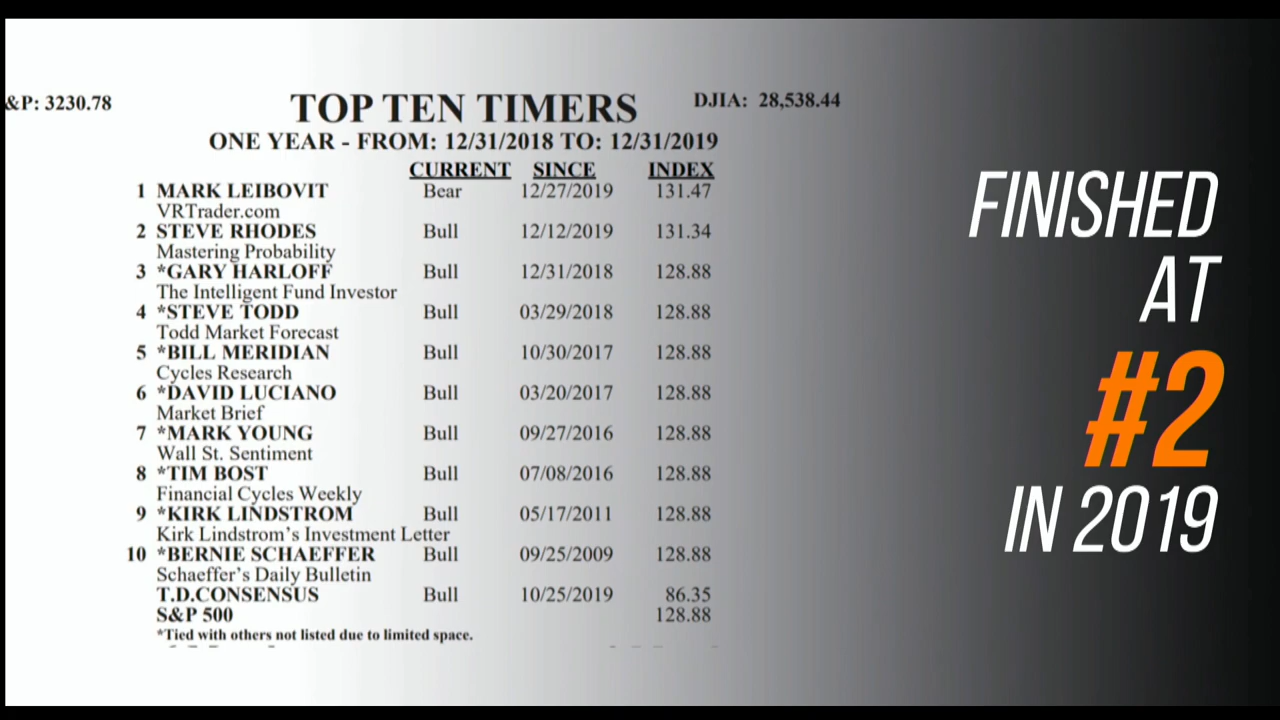 &P: 3230.78 TOP TEN TIMERS DJIA: 28,538.44
ONE YEAR - FROM: 12/31/2018 TO: 12/31/2019
CURRENT SINCE INDEX
1 MARK LEIBOVIT Bear 12/27/2019 131.47
VRTrader.com
2 STEVE RHODES Bull 12/12/2019 131.34
Mastering Probability
3 *GARY HARLOFF Bull 12/31/2018 128.88
The Intelligent Fund Investor
4 *STEVE TODD Bull 03/29/2018 128.88
Todd Market Forecast
5 *BILL MERIDIAN Bull 10/30/2017 128.88
Cycles Research
6 *DAVID LUCIANO Bull 03/20/2017 128.88
Market Brief
7 *MARK YOUNG Bull 09/27/2016 128.88
Wall St. Sentiment
8 *TIM BOST Bull 07/08/2016 128.88
Financial Cycles Weekly
9 *KIRK LINDSTROM Bull 05/17/2011 128.88
Kirk Lindstrom's Investment Letter
10 *BERNIE SCHAEFFER Bull 09/25/2009 128.88
Schaeffer's Daily Bulletin
T.D.CONSENSUS Bull 10/25/2019 86.35
S&P 500 128.88
*Tied with others not listed due to limited space.
FINISHED
AT
#2
IN 2019